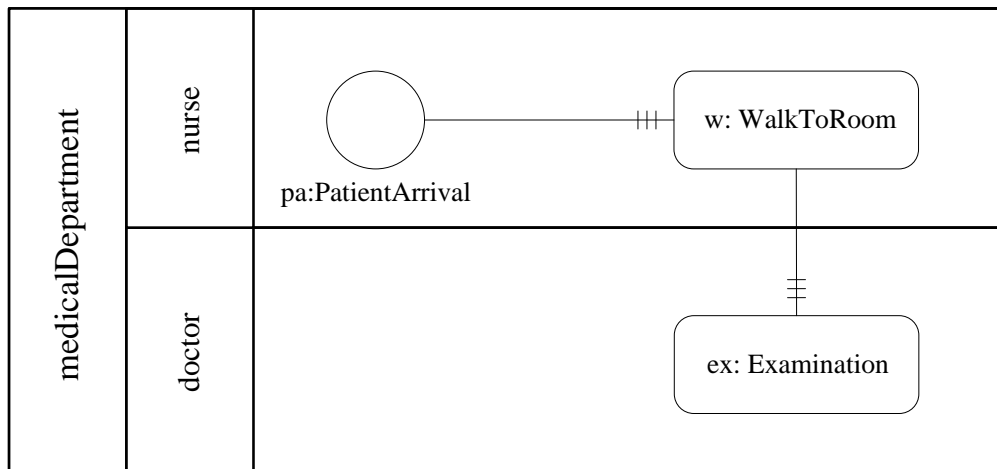 medicalDepartment
nurse
pa:PatientArrival
w: WalkToRoom
doctor
ex: Examination